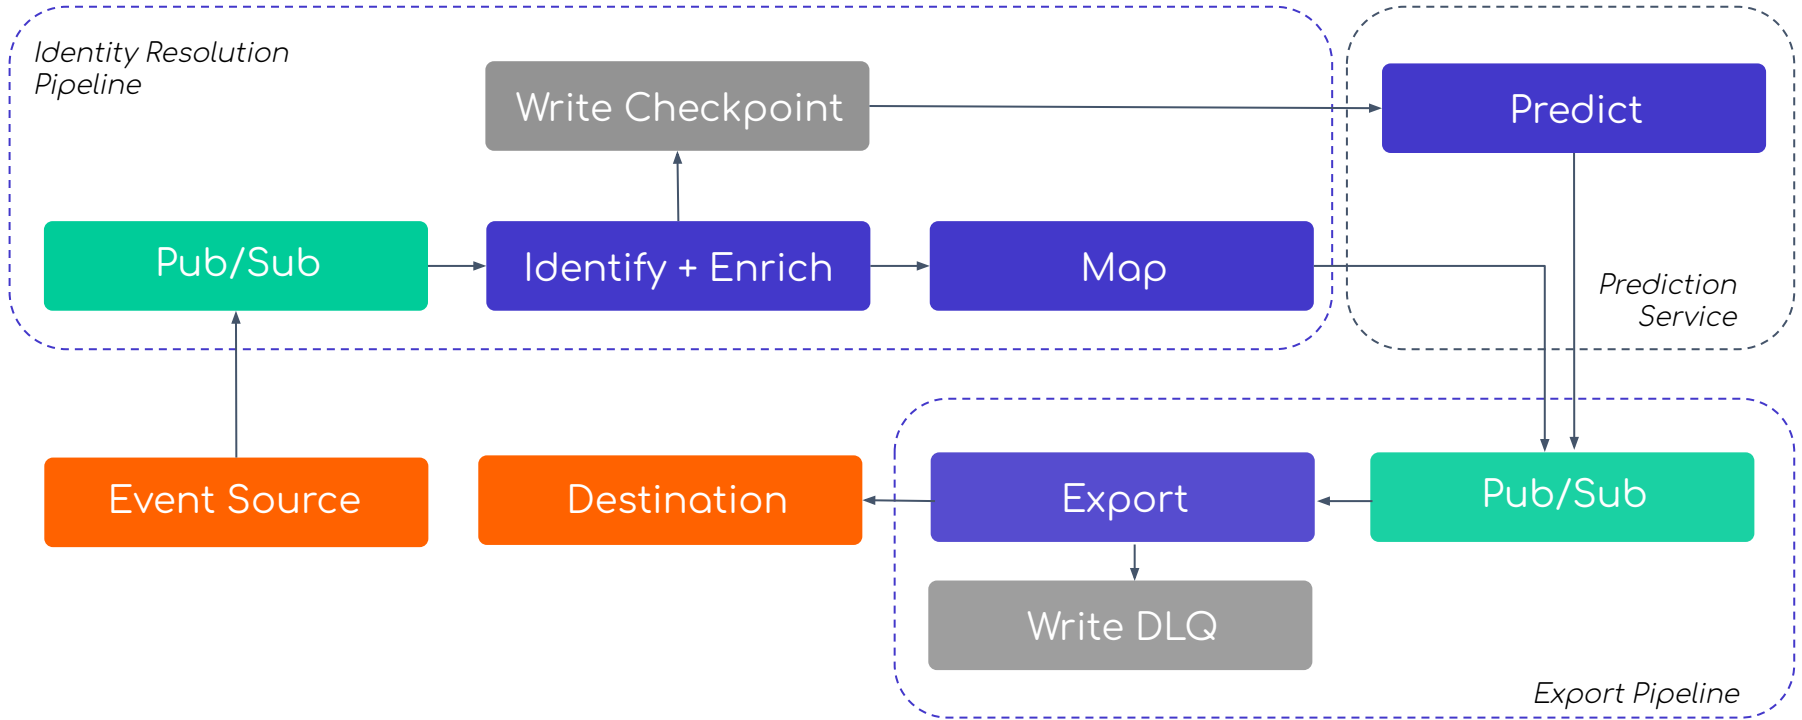 Identity Resolution
Pipeline
Write Checkpoint
Predict
Pub/Sub
Identify + Enrich
Map
Prediction
Service
Event Source
Destination
Export
Pub/Sub
Write DLQ
Export Pipeline